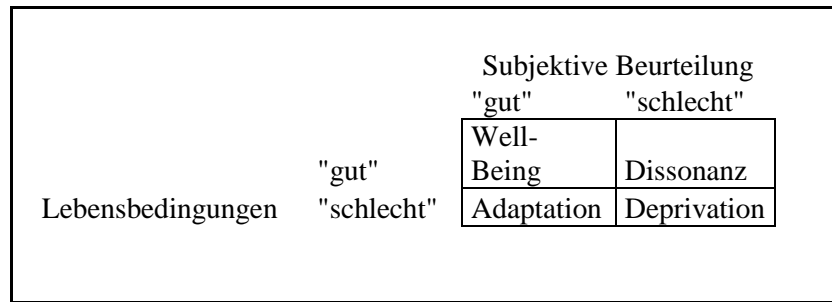 Subjektive Beurteilung
"gut" "schlecht"
Well-
"gut" Being Dissonanz
Lebensbedingungen "schlecht" Adaptation Deprivation